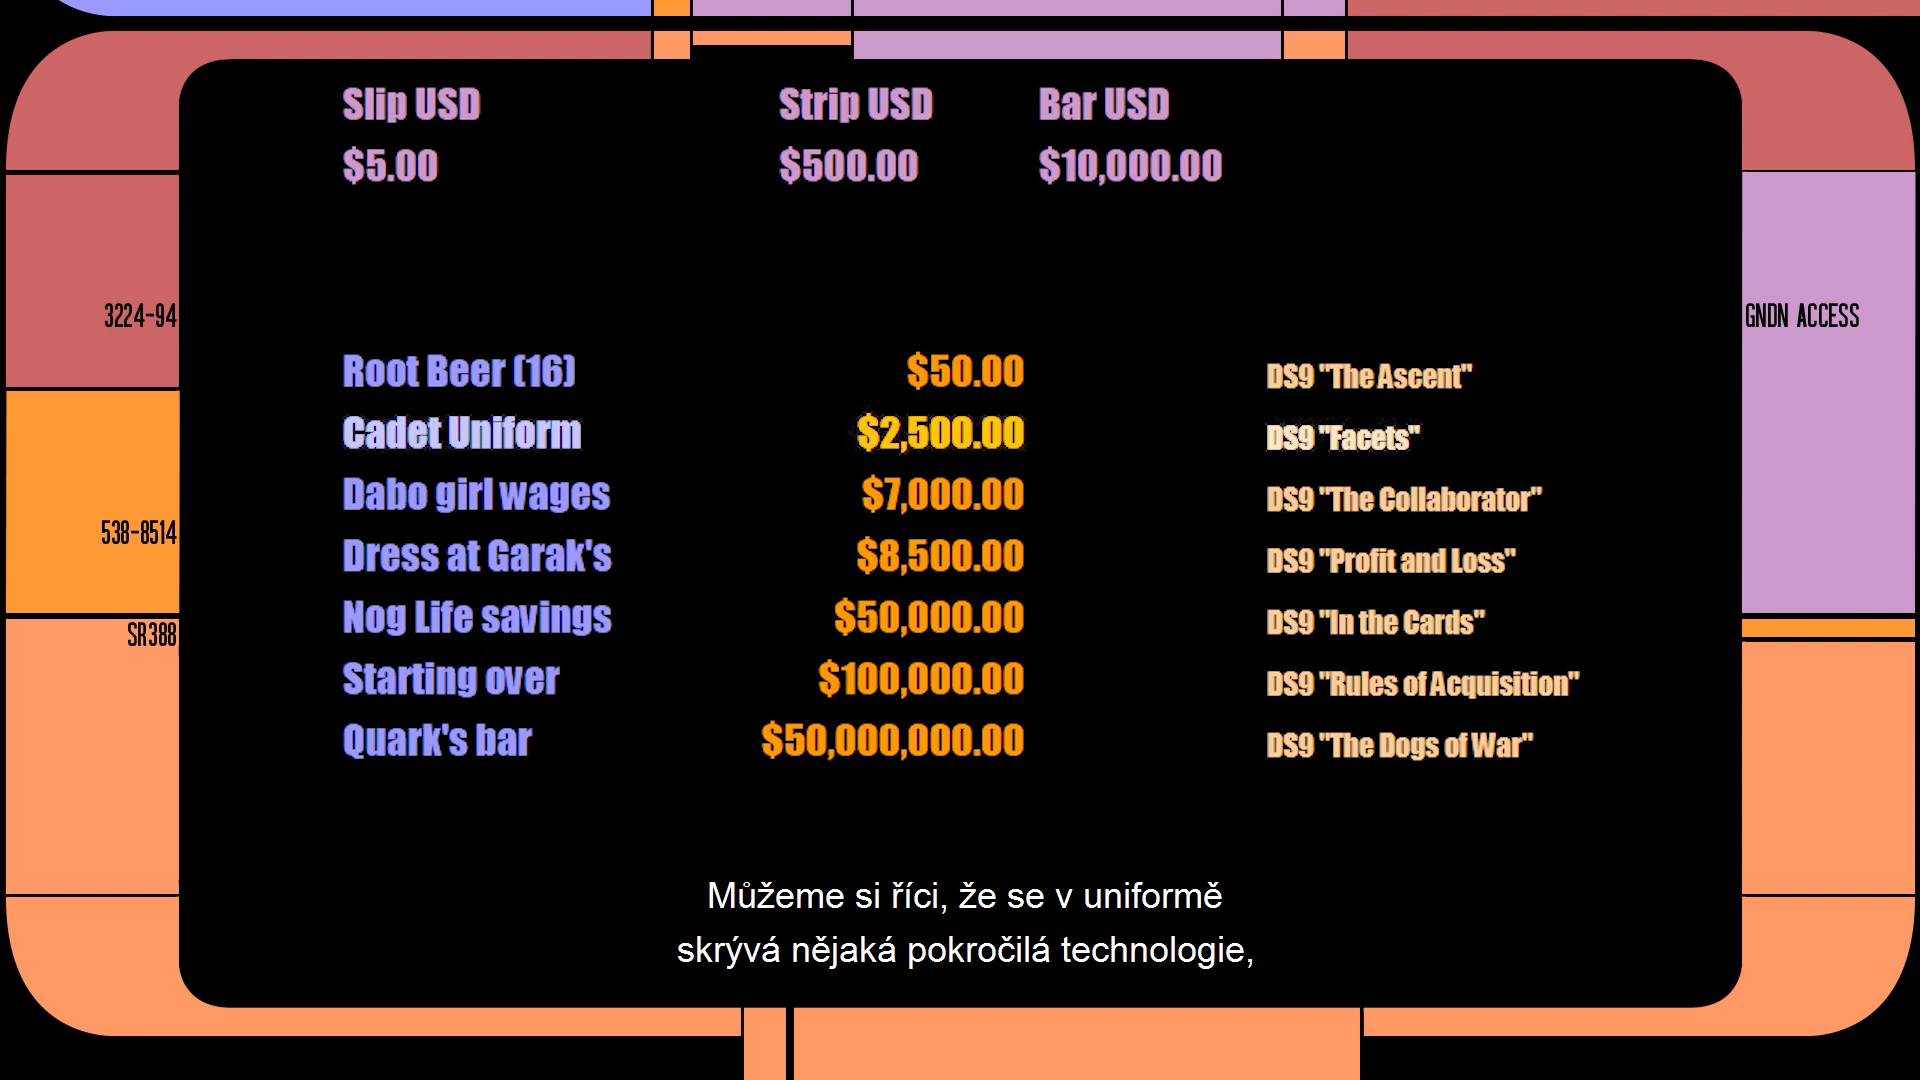 Slip USD Strip USD Bar USD
$5.00 $500.00 $10,000.00
3224-94
GNDN ACCESS
Root Beer (16) $50.00 DS9 "The Ascent"
Cadet Uniform $2,500.00 DS9 "Facets"
Dabo girl wages $7,000.00 DS9 "The Collaborator"
538-8514
Dress at Garak's $8,500.00 DS9 "Profit and Loss"
Nog Life savings $50,000.00 DS9 "In the Cards"
SR388
Starting over $100,000.00 DS9 "Rules of Acquisition"
Quark's bar $50,000,000.00 DS9 "The Dogs of War"
Můžeme si říci, že se v uniformě
skrývá nějaká pokročilá technologie,